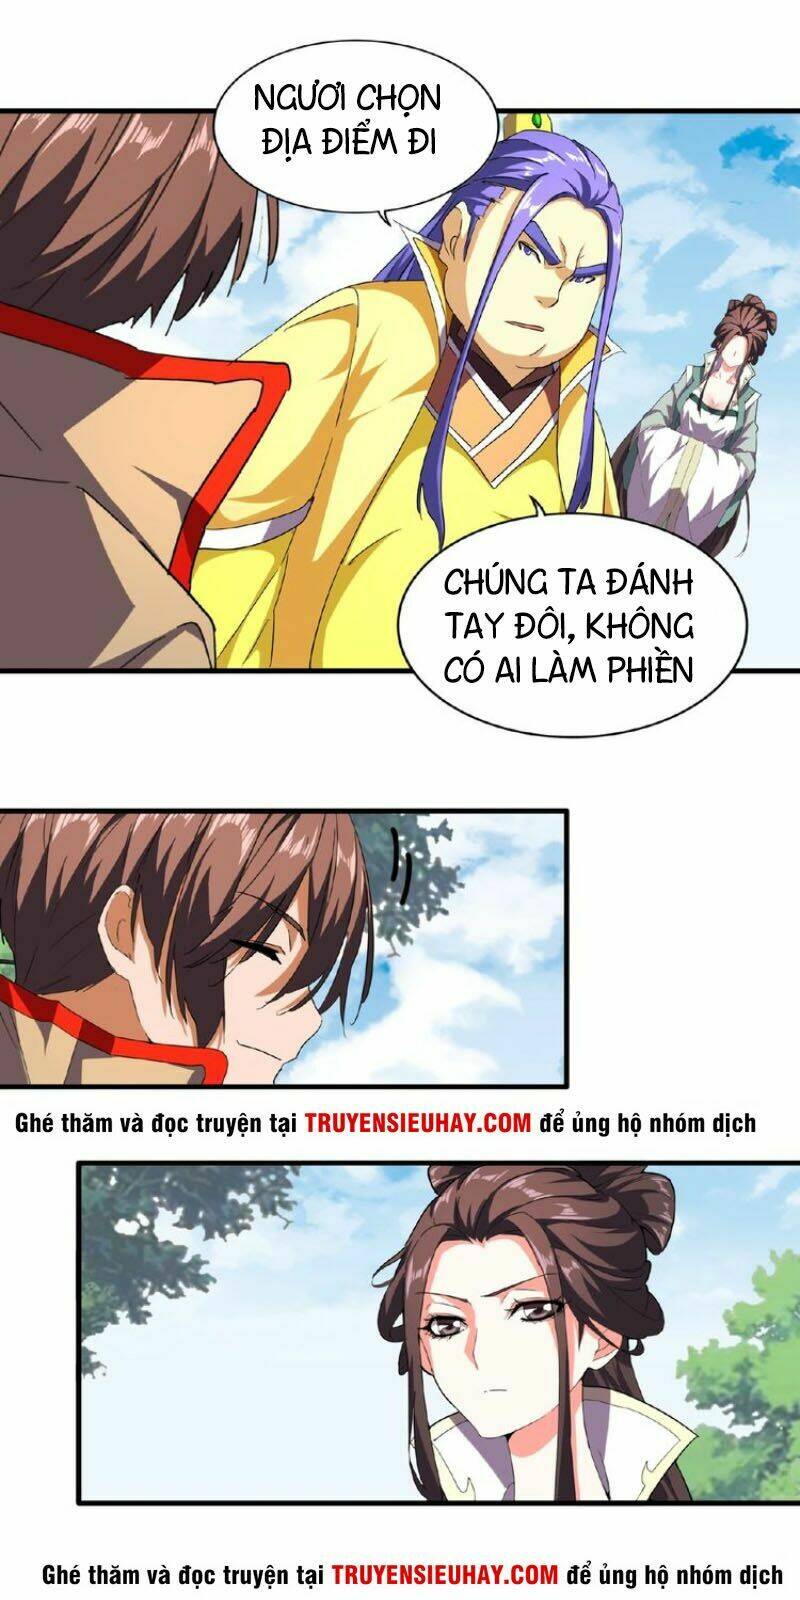 NGƯƠI CHỌN
ĐỊA ĐIỂM ĐI
CHÚNG TA ĐÁNH
TAY ĐÔI, KHÔNG
CÓ AI LÀM PHIỀN
Ghé thăm và đọc truyện tại TRUYENSIEUHAY.COM để ủng hộ nhóm dịch
Ghé thăm và đọc truyện tại TRUYENSIEUHAY.COM để ủng hộ nhóm dịch